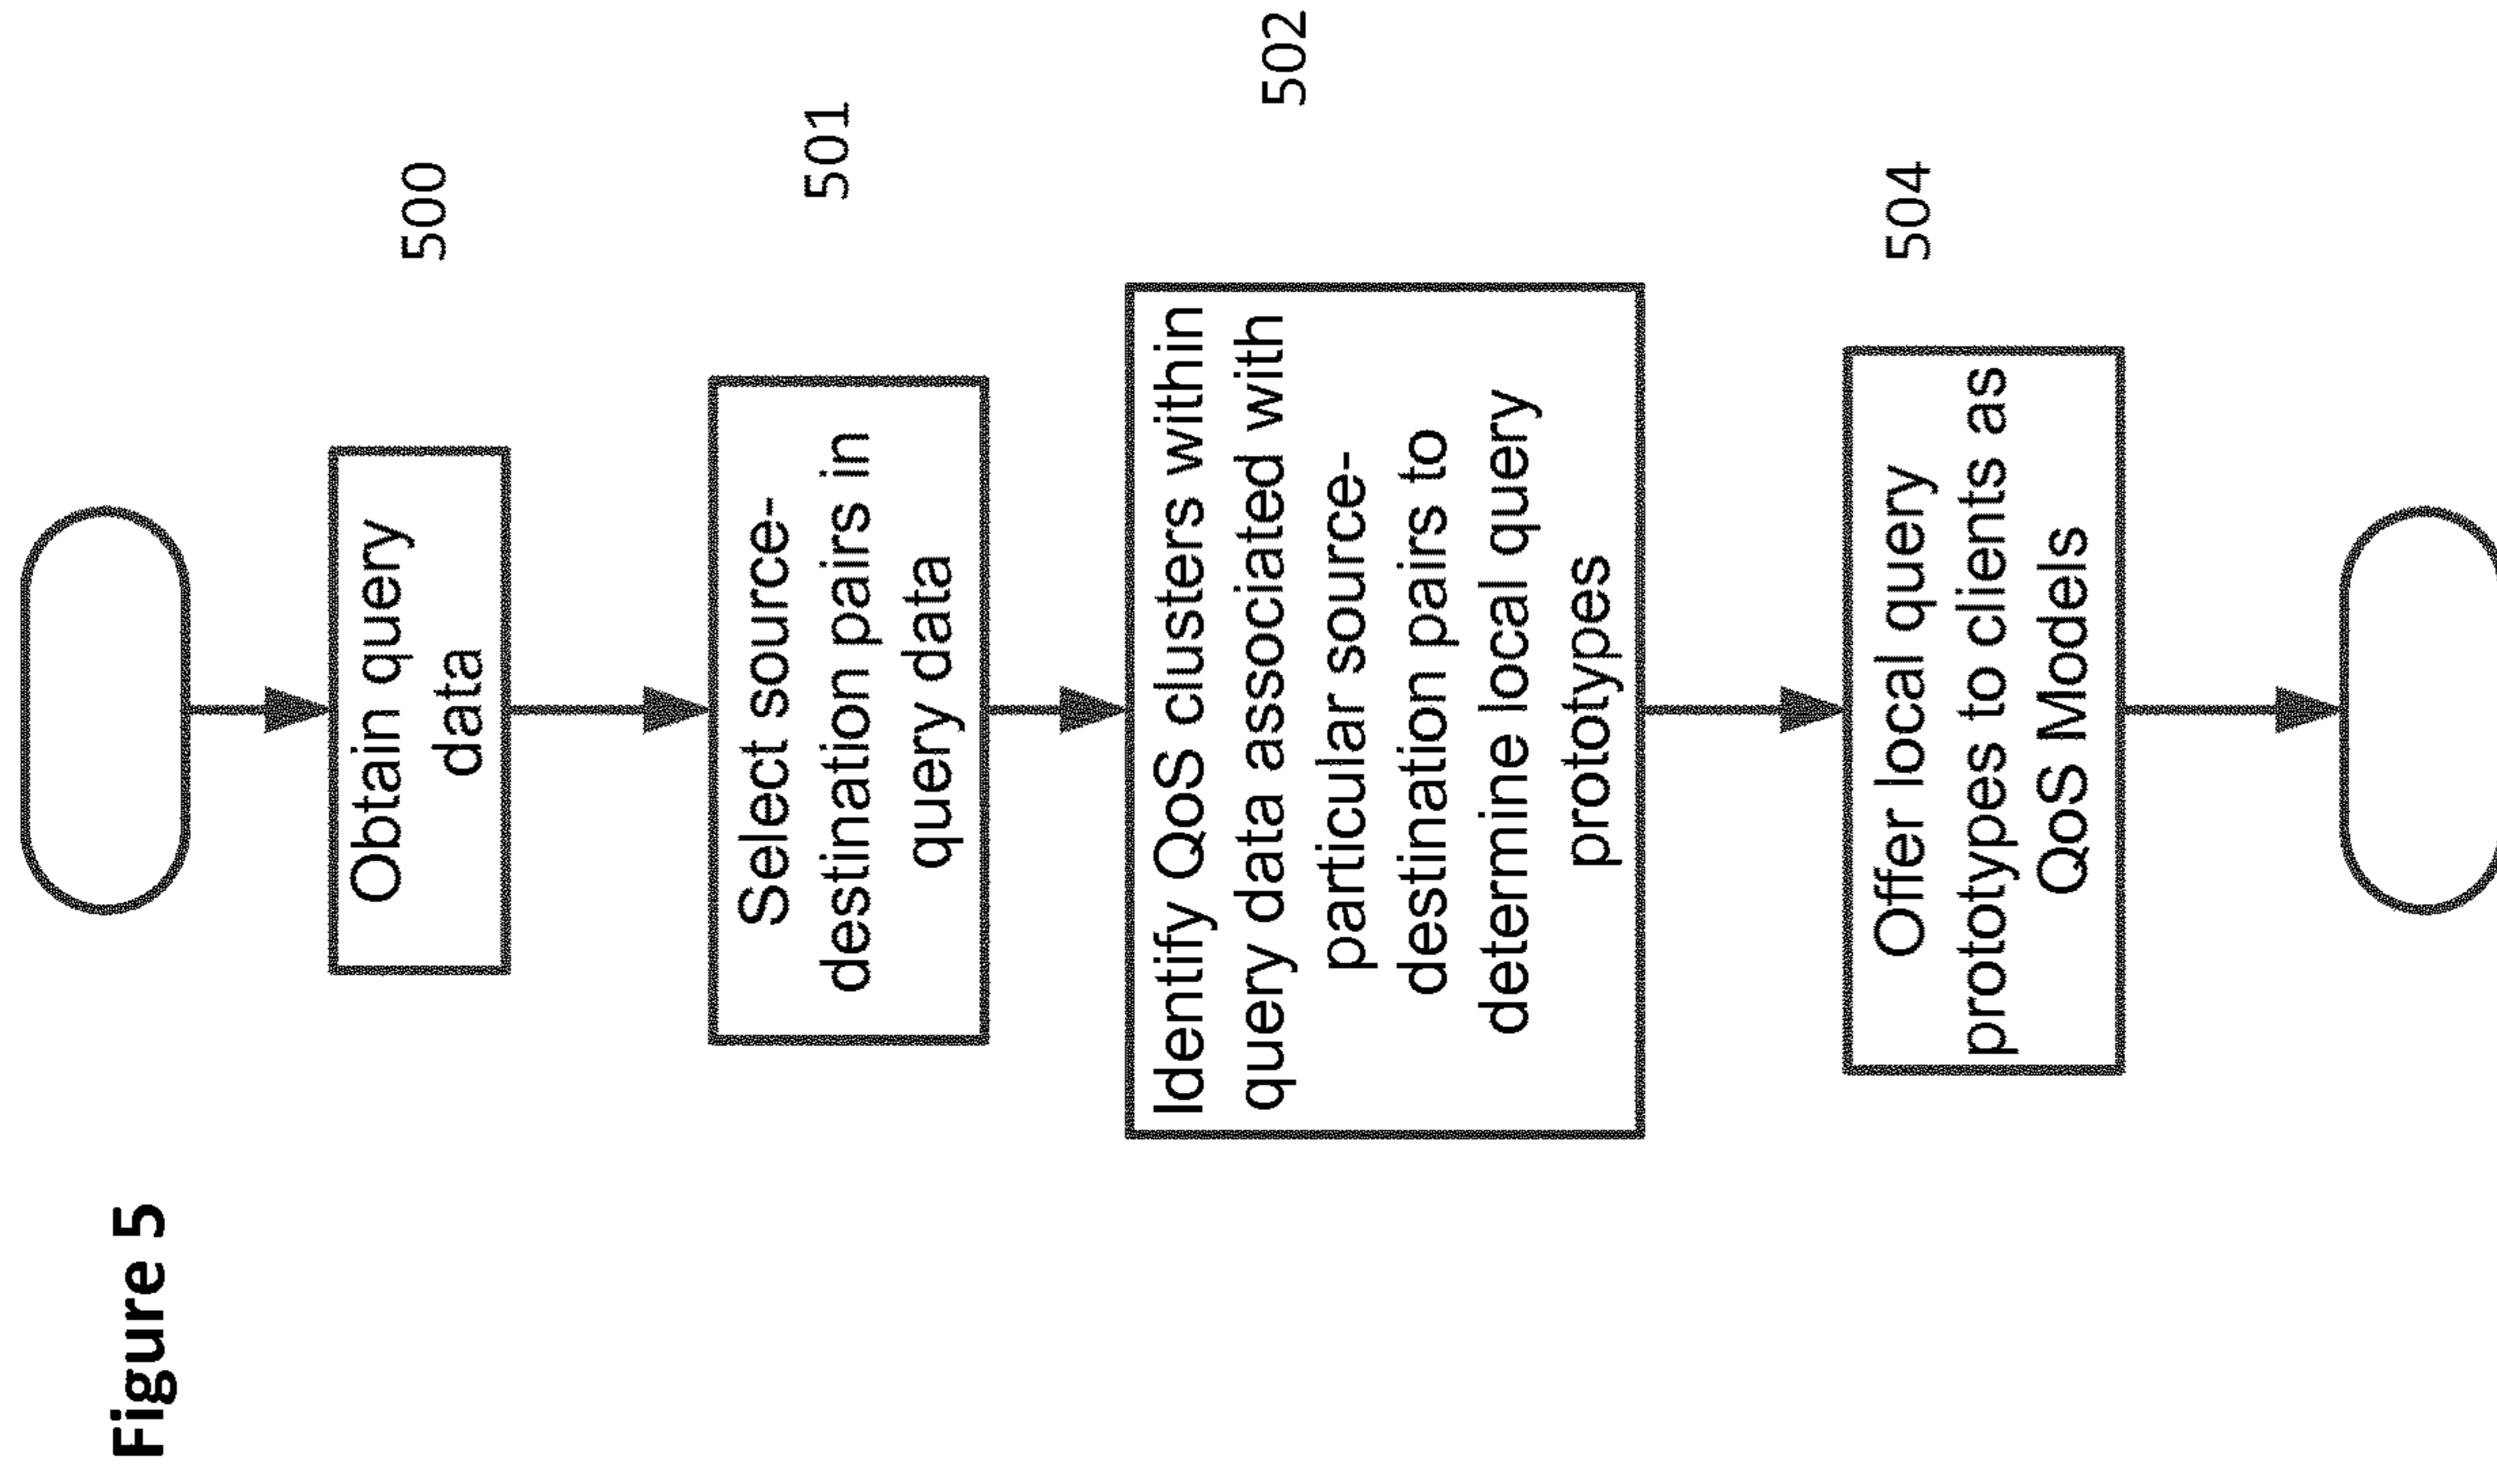 Figure 5
Obtain query
data
500
Select source-
destination pairs in
query data
501
Identify QoS clusters within
query data associated with
particular source-
destination pairs to
determine local query
prototypes
502
Offer local query
prototypes to clients as
QoS Models
504